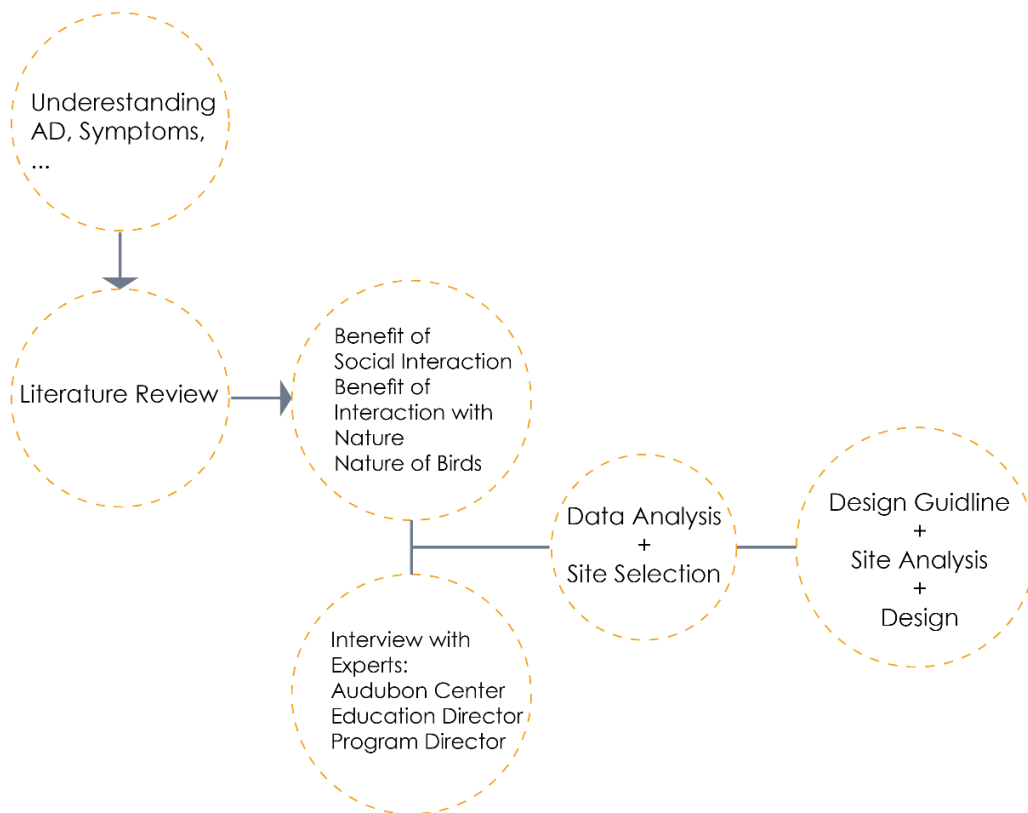 Underestanding
AD, Symptoms,
...
Literature Review
Benefit of
Social Interaction
Benefit of
Interaction with
Nature
Nature of Birds
Interview with
Experts:
Audubon Center
Education Director
Program Director
Data Analysis
+
Site Selection
Design Guidline
+
Site Analysis
+
Design